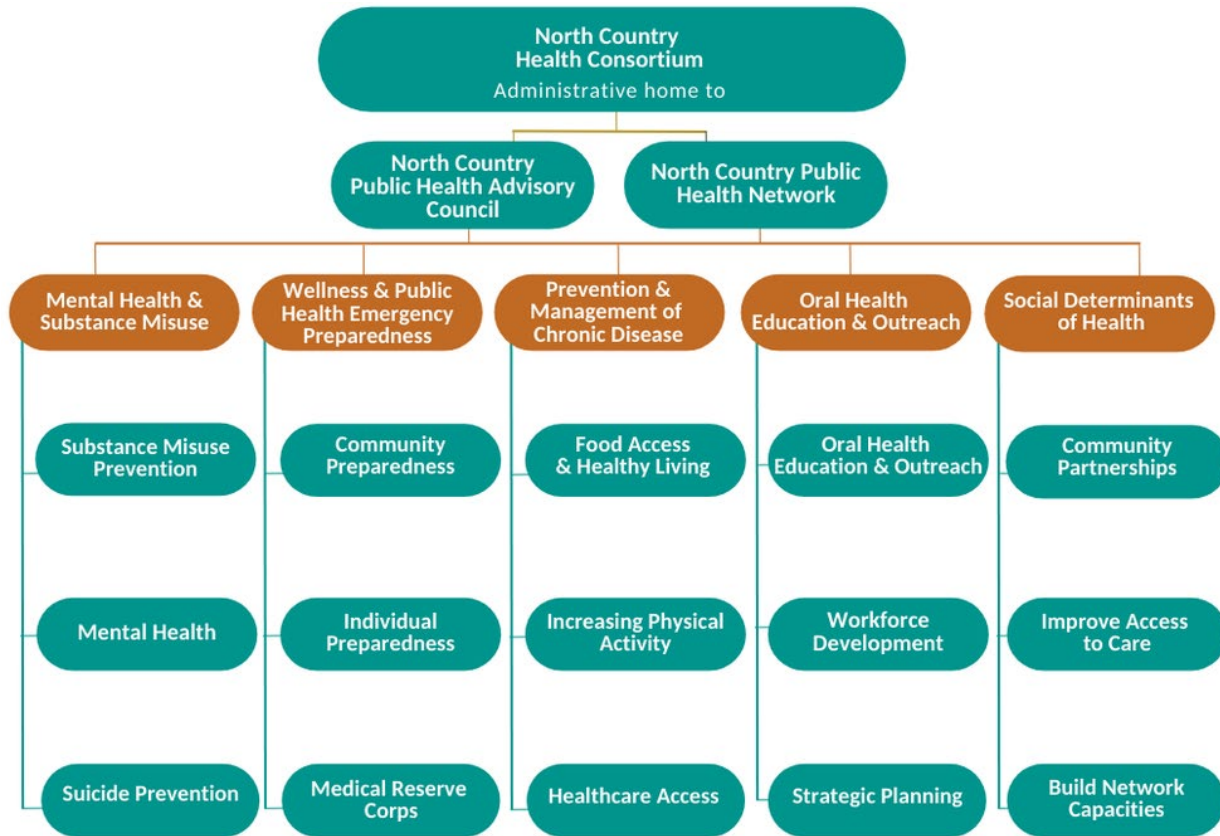 North Country
Health Consortium
Administrative home to
North Country
Public Health Advisory
Council
North Country Public
Health Network
Mental Health &
Substance Misuse
Wellness & Public
Health Emergency
Preparedness
Prevention &
Management of
Chronic Disease
Oral Health
Education & Outreach
Social Determinants
of Health
Substance Misuse
Prevention
Community
Preparedness
Food Access
& Healthy Living
Oral Health
Education & Outreach
Community
Partnerships
Mental Health
Individual
Preparedness
Increasing Physical
Activity
Workforce
Development
Improve Access
to Care
Suicide Prevention
Medical Reserve
Corps
Healthcare Access
Strategic Planning
Build Network
Capacities